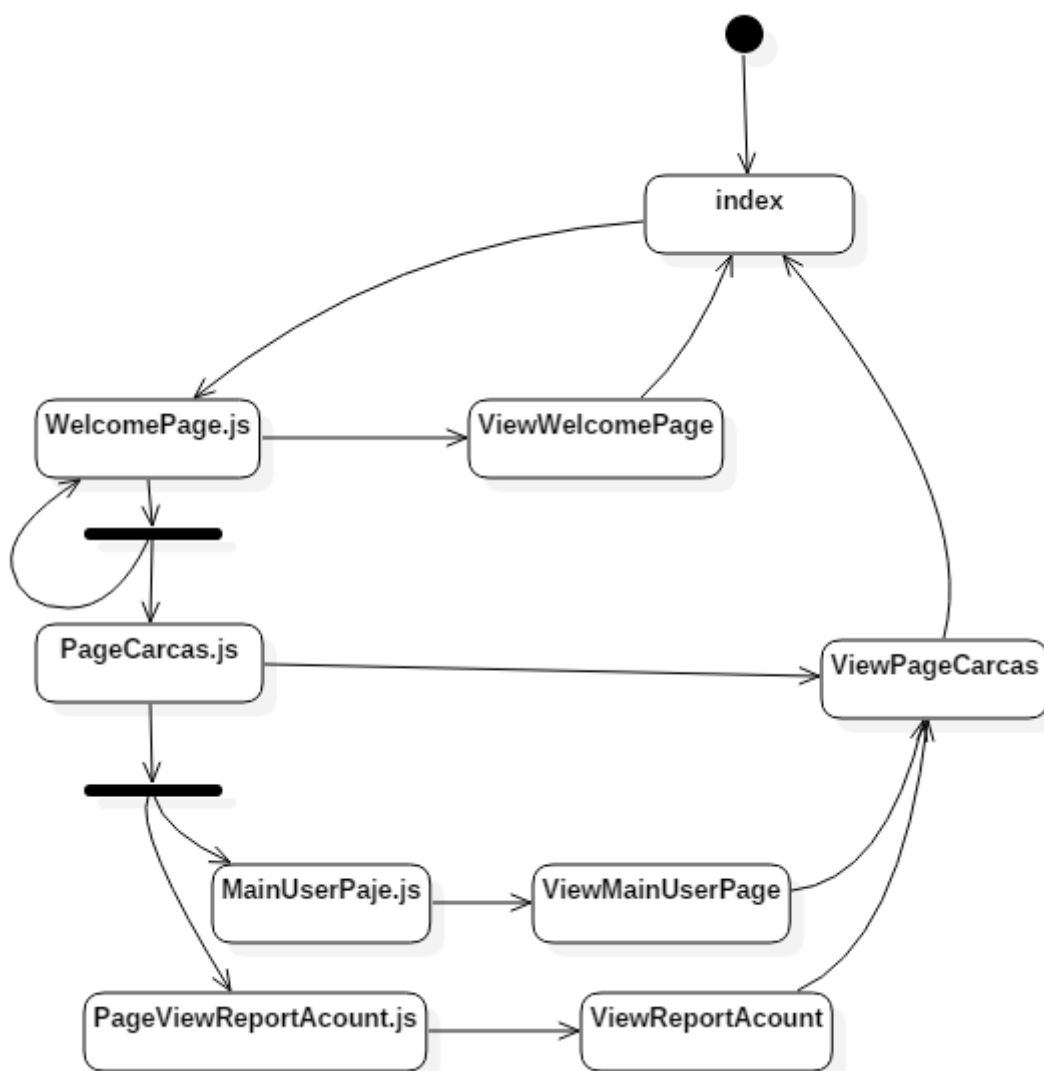 index
WelcomePage.js
ViewWelcomePage
PageCarcas.js
ViewPageCarcas
MainUserPaje.js
ViewMainUserPage
PageViewReportAcount.js
ViewReportAcount